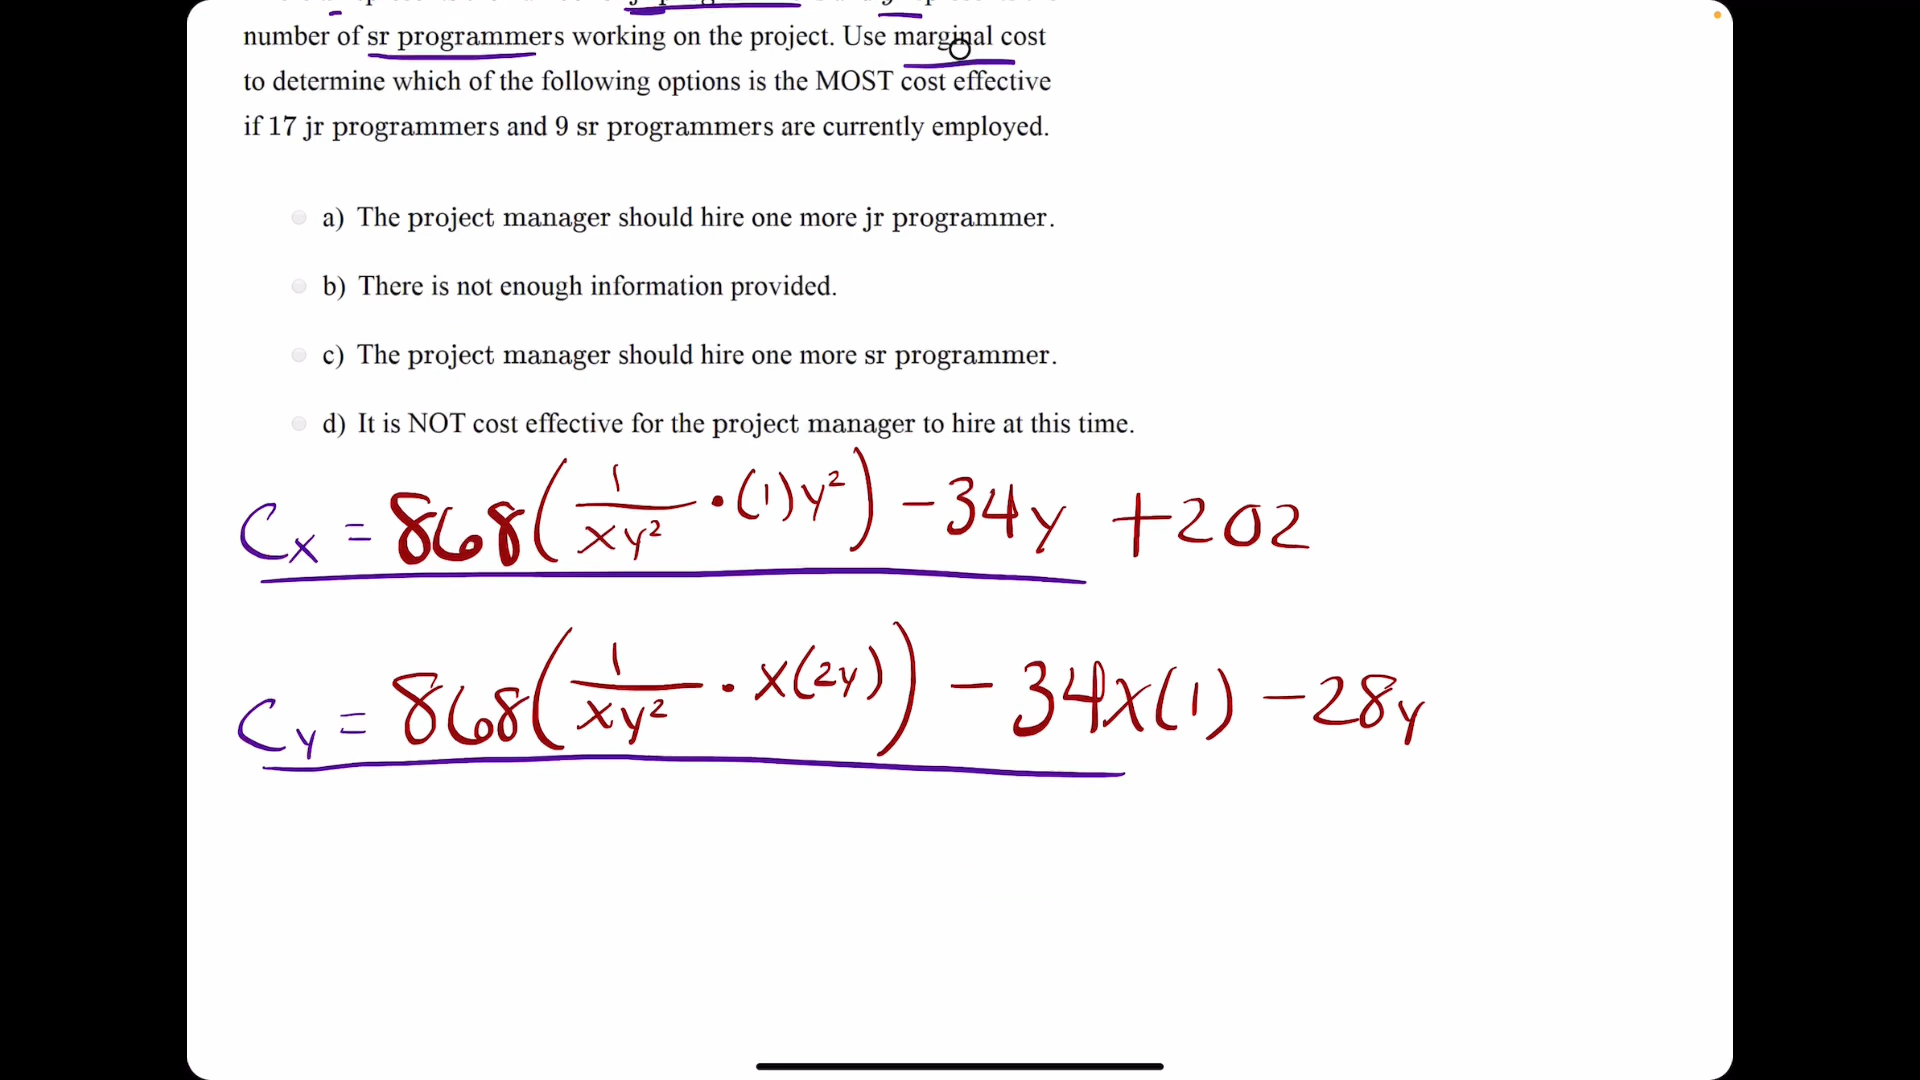 number of sr programmers working on the project. Use marginal cost
to determine which of the following options is the MOST cost effective
if 17 jr programmers and 9 sr programmers are currently employed.
a) The project manager should hire one more jr programmer.
b) There is not enough information provided.
c) The project manager should hire one more sr programmer.
d) It is NOT cost effective for the project manager to hire at this time.
Cx = 868(1/xy² • (1)y²) - 34y + 202
Cy = 868(1/xy² • x(2y)) - 34x(1) - 28y